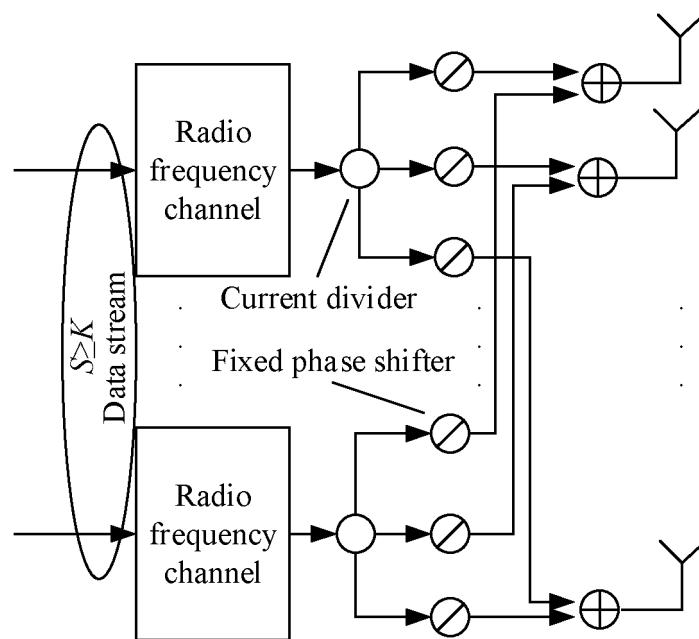 Radio
frequency
channel
Current divider
S≥K
Data stream
Fixed phase shifter
Radio
frequency
channel